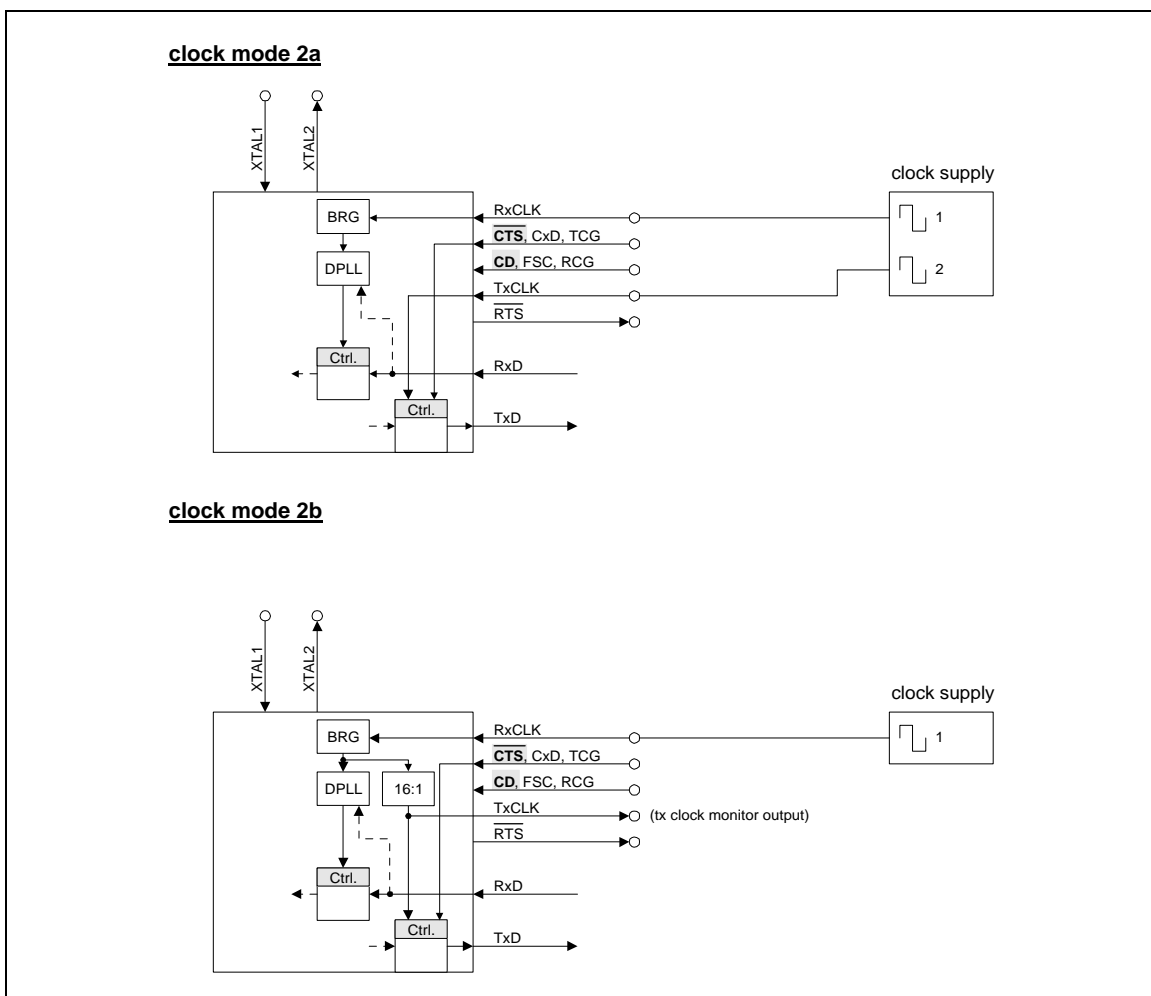 clock mode 2a
XTAL1
XTAL2
clock supply
BRG
RxCLK
1
CTS, CxD, TCG
DPLL
CD, FSC, RCG
2
TxCLK
RTS
Ctrl.
RxD
Ctrl.
TxD
clock mode 2b
XTAL1
XTAL2
clock supply
BRG
RxCLK
1
CTS, CxD, TCG
DPLL
16:1
CD, FSC, RCG
TxCLK
(tx clock monitor output)
RTS
Ctrl.
RxD
Ctrl.
TxD